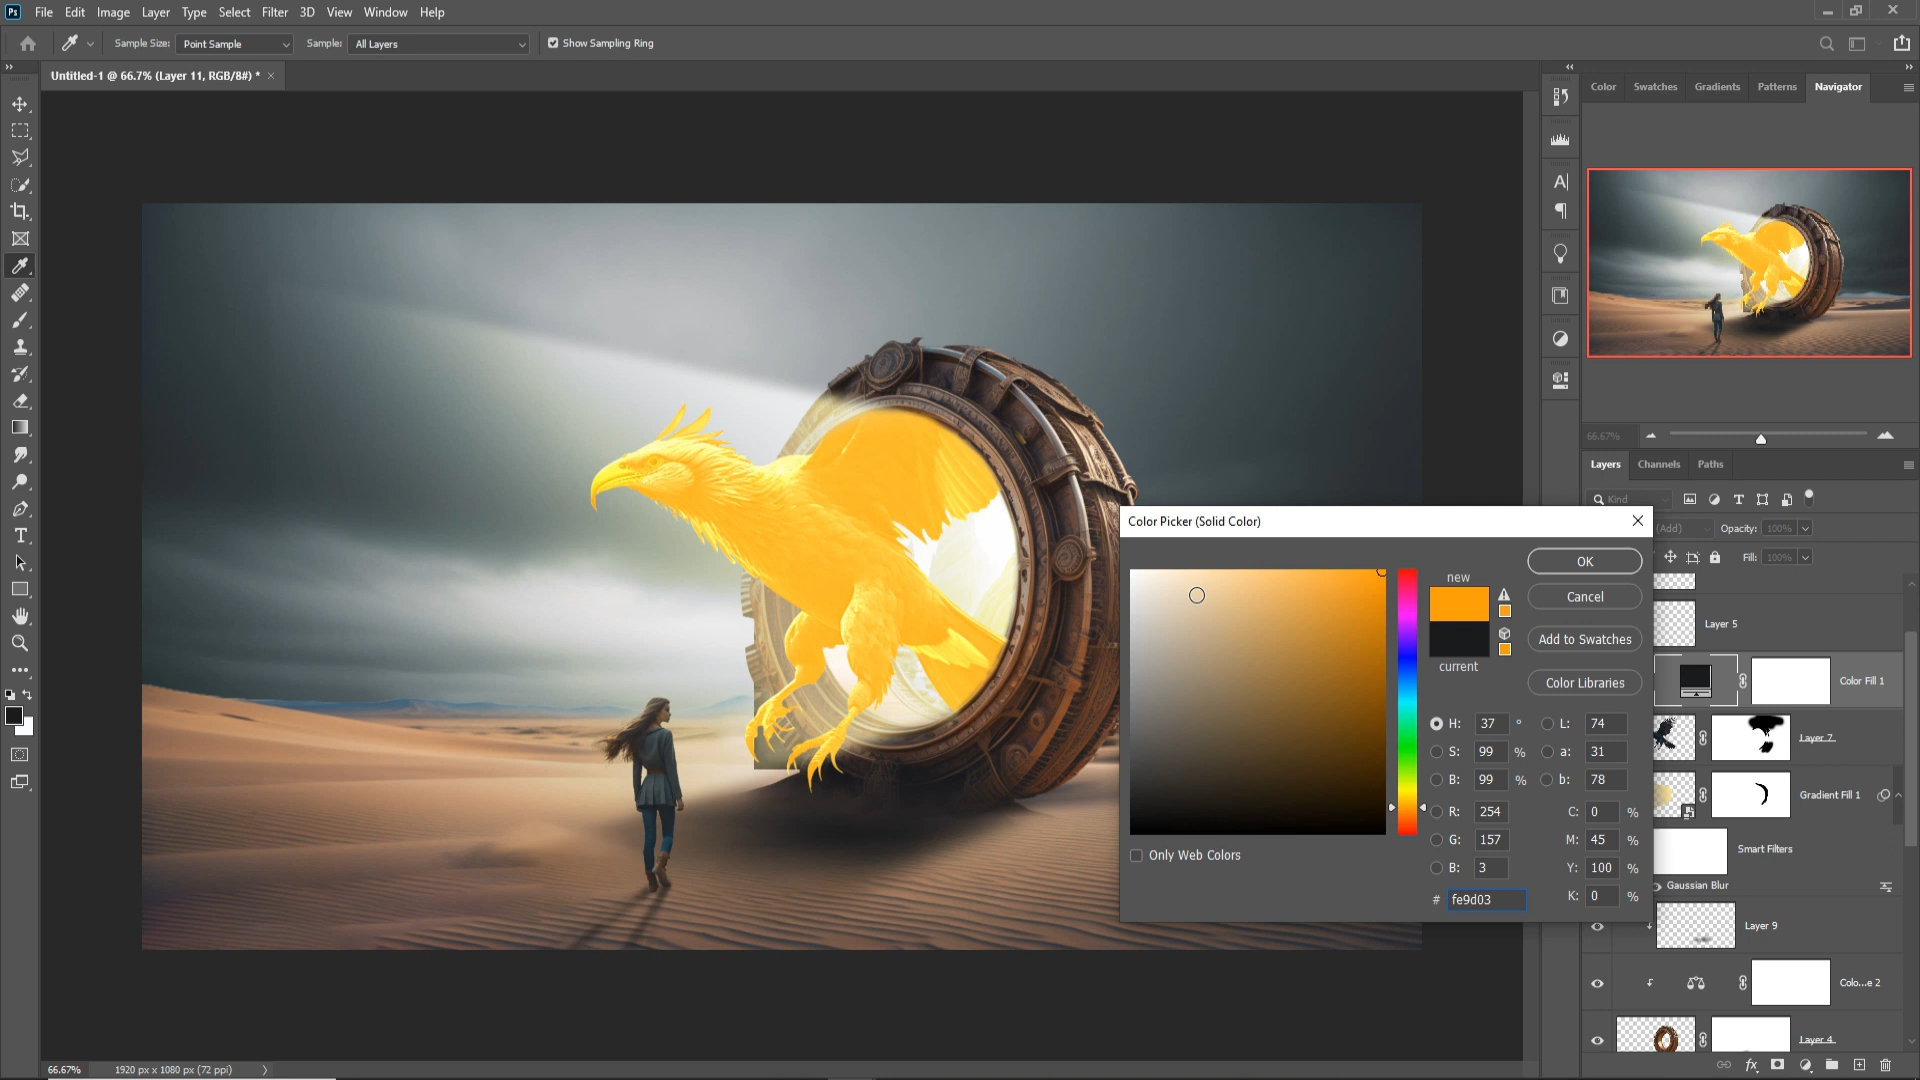 Ps File Edit Image Layer Type Select Filter 3D View Window Help
Sample Size: Point Sample Sample: All Layers Show Sampling Ring
Untitled-1 @ 66.7% (Layer 11, RGB/8#) * ×
Color Swatches Gradients Patterns Navigator
66.67%
Layers Channels Paths
Kind
(Add) Opacity: 100%
Fill: 100%
Layer 5
Color Fill 1
Layer 7
Gradient Fill 1
Smart Filters
Gaussian Blur
Layer 9
Colo...e 2
Layer 4
Color Picker (Solid Color)
new
current
OK
Cancel
Add to Swatches
Color Libraries
H: 37 ° L: 74
S: 99 % a: 31
B: 99 % b: 78
R: 254 C: 0 %
G: 157 M: 45 %
B: 3 Y: 100 %
# fe9d03 K: 0 %
Only Web Colors
66.67% 1920 px x 1080 px (72 ppi)